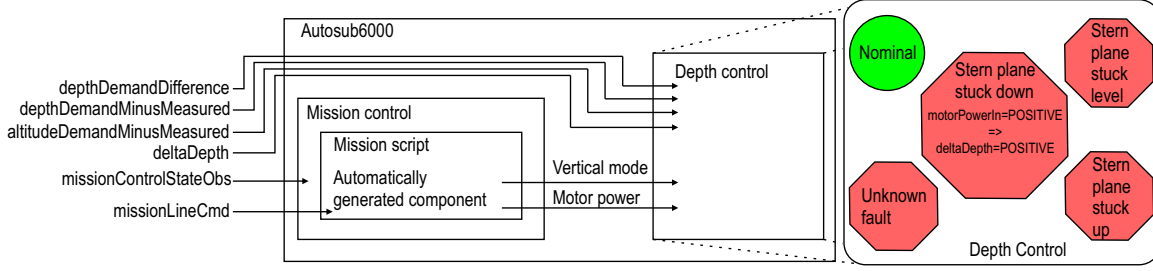 Autosub6000
depthDemandDifference
depthDemandMinusMeasured
altitudeDemandMinusMeasured
deltaDepth
missionControlStateObs
missionLineCmd
Mission control
Mission script
Automatically
generated component
Vertical mode
Motor power
Depth control
Nominal
Stern plane
stuck down
motorPowerIn=POSITIVE
=>
deltaDepth=POSITIVE
Stern
plane
stuck
level
Unknown
fault
Stern
plane
stuck
up
Depth Control